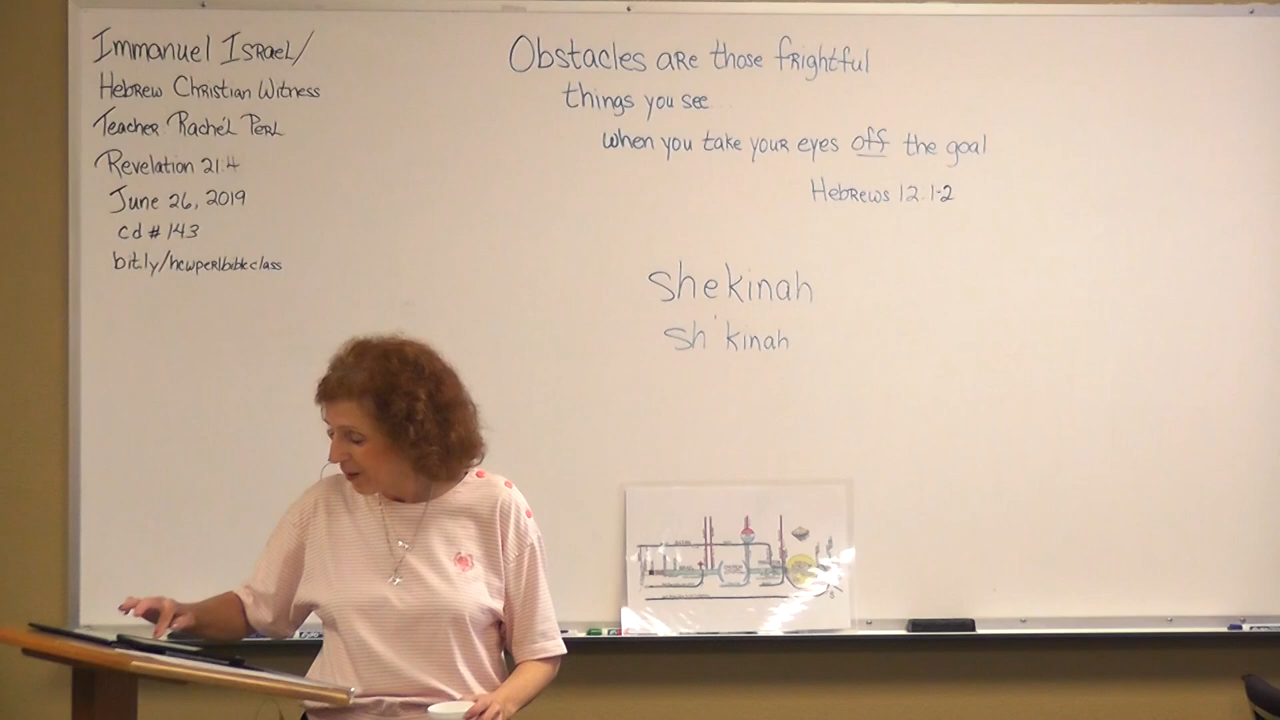 Immanuel Israel/
Hebrew Christian Witness
Teacher: Rachel Perl
Revelation 21.4
June 26, 2019
cd # 143
bit.ly/hcwperlbibleclass
Obstacles are those frightful
things you see
when you take your eyes off the goal
Hebrews 12.1-2
shekinah
sh'kinah
EXPO